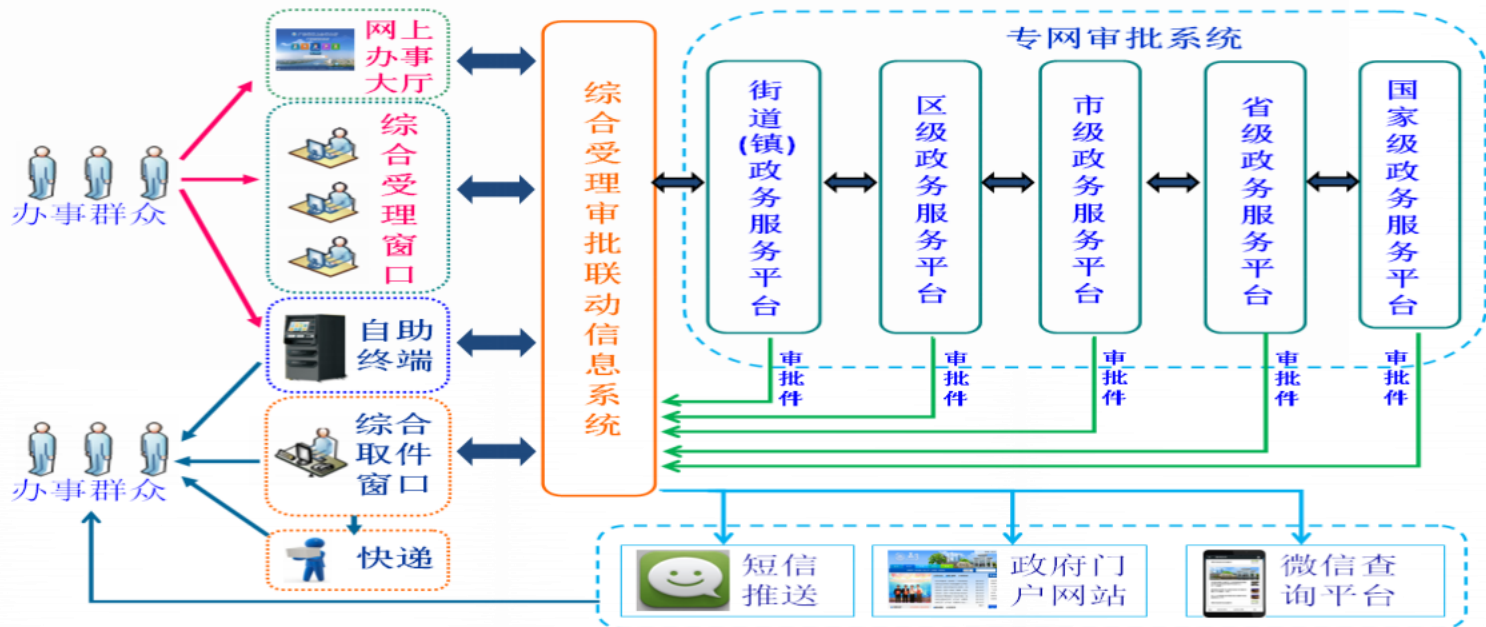 网上
办事
大厅
综合受理窗口
办事群众
自助
终端
综合
取件
窗口
快递
办事群众
综合受理审批联动信息系统
专网审批系统
街道(镇)政务服务平台
区级政务服务平台
市级政务服务平台
省级政务服务平台
国家级政务服务平台
审批件
审批件
审批件
审批件
审批件
短信
推送
政府门
户网站
微信查
询平台